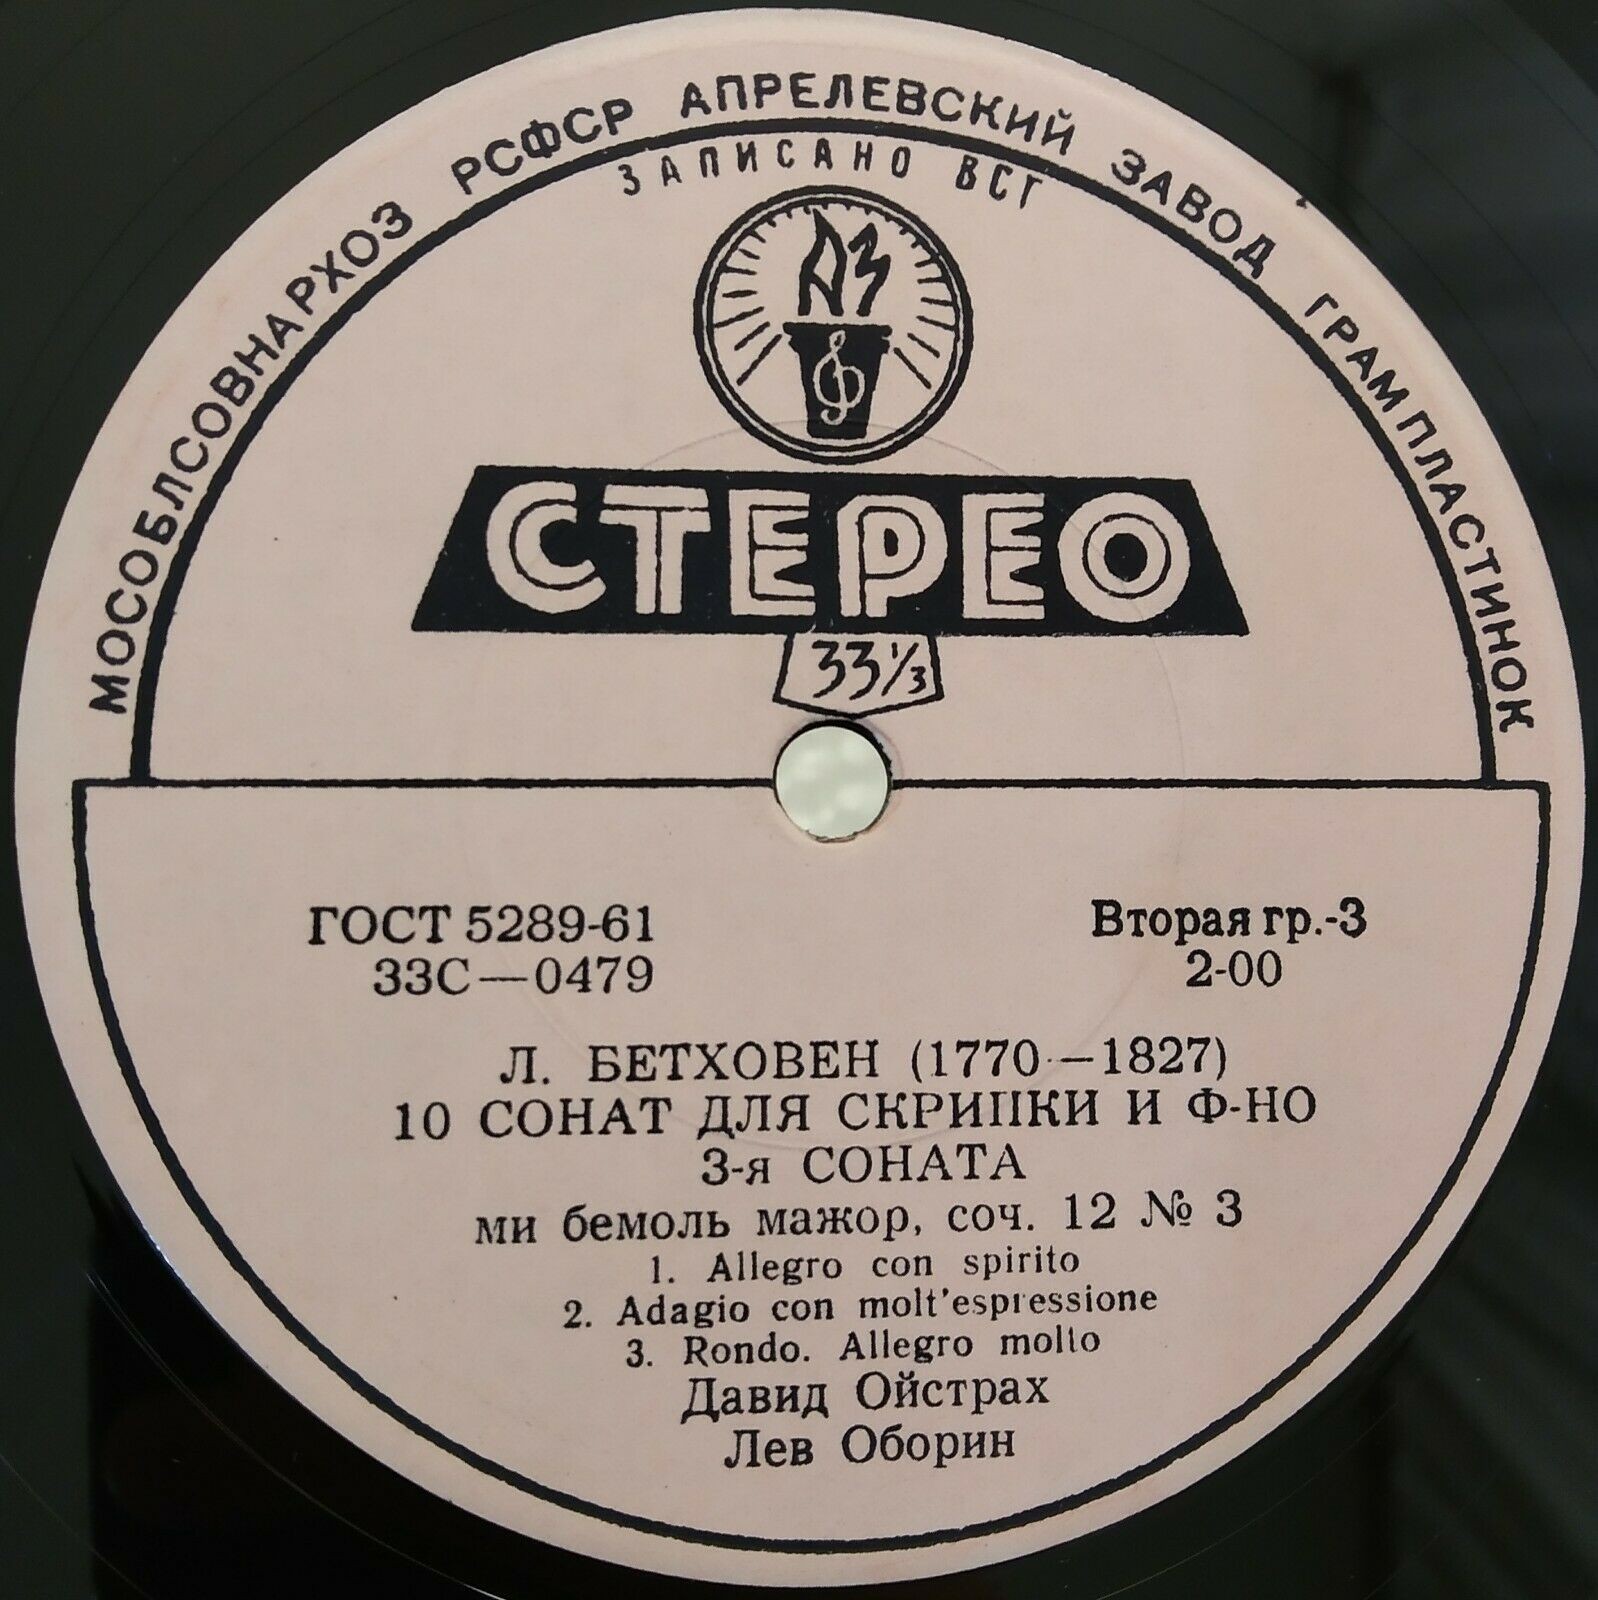 МОСОБЛСОВНАРХОЗ РСФСР АПРЕЛЕВСКИЙ ЗАВОД ГРАМПЛАСТИНОК
ЗАПИСАНО ВСГ
АЗ
СТЕРЕО
33⅓
ГОСТ 5289-61
33С—0479
Вторая гр.-3
2-00
Л. БЕТХОВЕН (1770—1827)
10 СОНАТ ДЛЯ СКРИПКИ И Ф-НО
3-я СОНАТА
ми бемоль мажор, соч. 12 № 3
1. Allegro con spirito
2. Adagio con molt'espressione
3. Rondo. Allegro molto
Давид Ойстрах
Лев Оборин